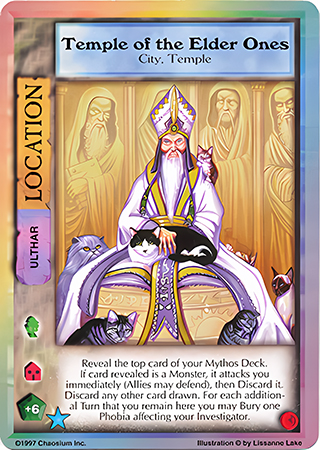 Temple of the Elder Ones
City, Temple
LOCATION
ULTHAR
Reveal the top card of your Mythos Deck.
If card revealed is a Monster, it attacks you
immediately (Allies may defend), then Discard it.
Discard any other card drawn. For each addition-
al Turn that you remain here you may Bury one
Phobia affecting your Investigator.
+6
©1997 Chaosium Inc.
Illustration © by Lissanne Lake